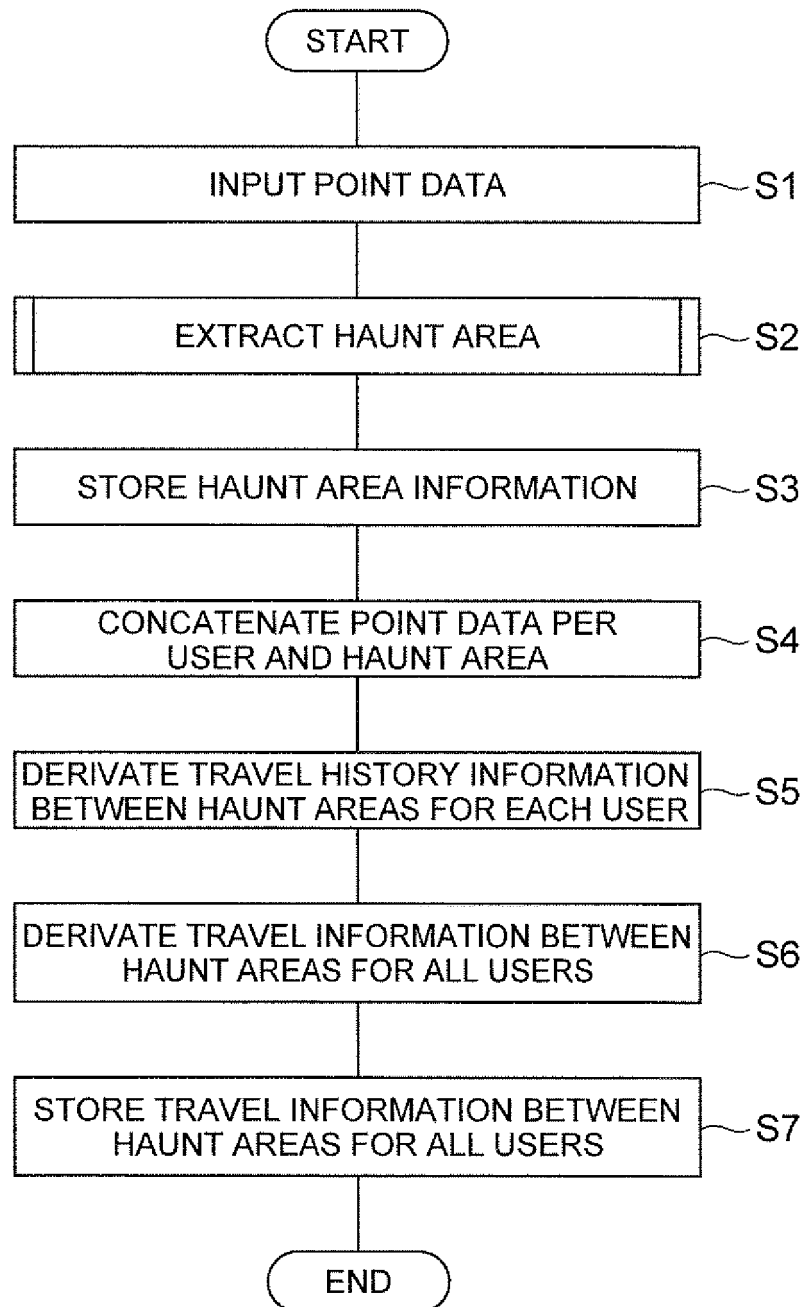 START
INPUT POINT DATA
S1
EXTRACT HAUNT AREA
S2
STORE HAUNT AREA INFORMATION
S3
CONCATENATE POINT DATA PER
USER AND HAUNT AREA
S4
DERIVATE TRAVEL HISTORY INFORMATION
BETWEEN HAUNT AREAS FOR EACH USER
S5
DERIVATE TRAVEL INFORMATION BETWEEN
HAUNT AREAS FOR ALL USERS
S6
STORE TRAVEL INFORMATION BETWEEN
HAUNT AREAS FOR ALL USERS
S7
END